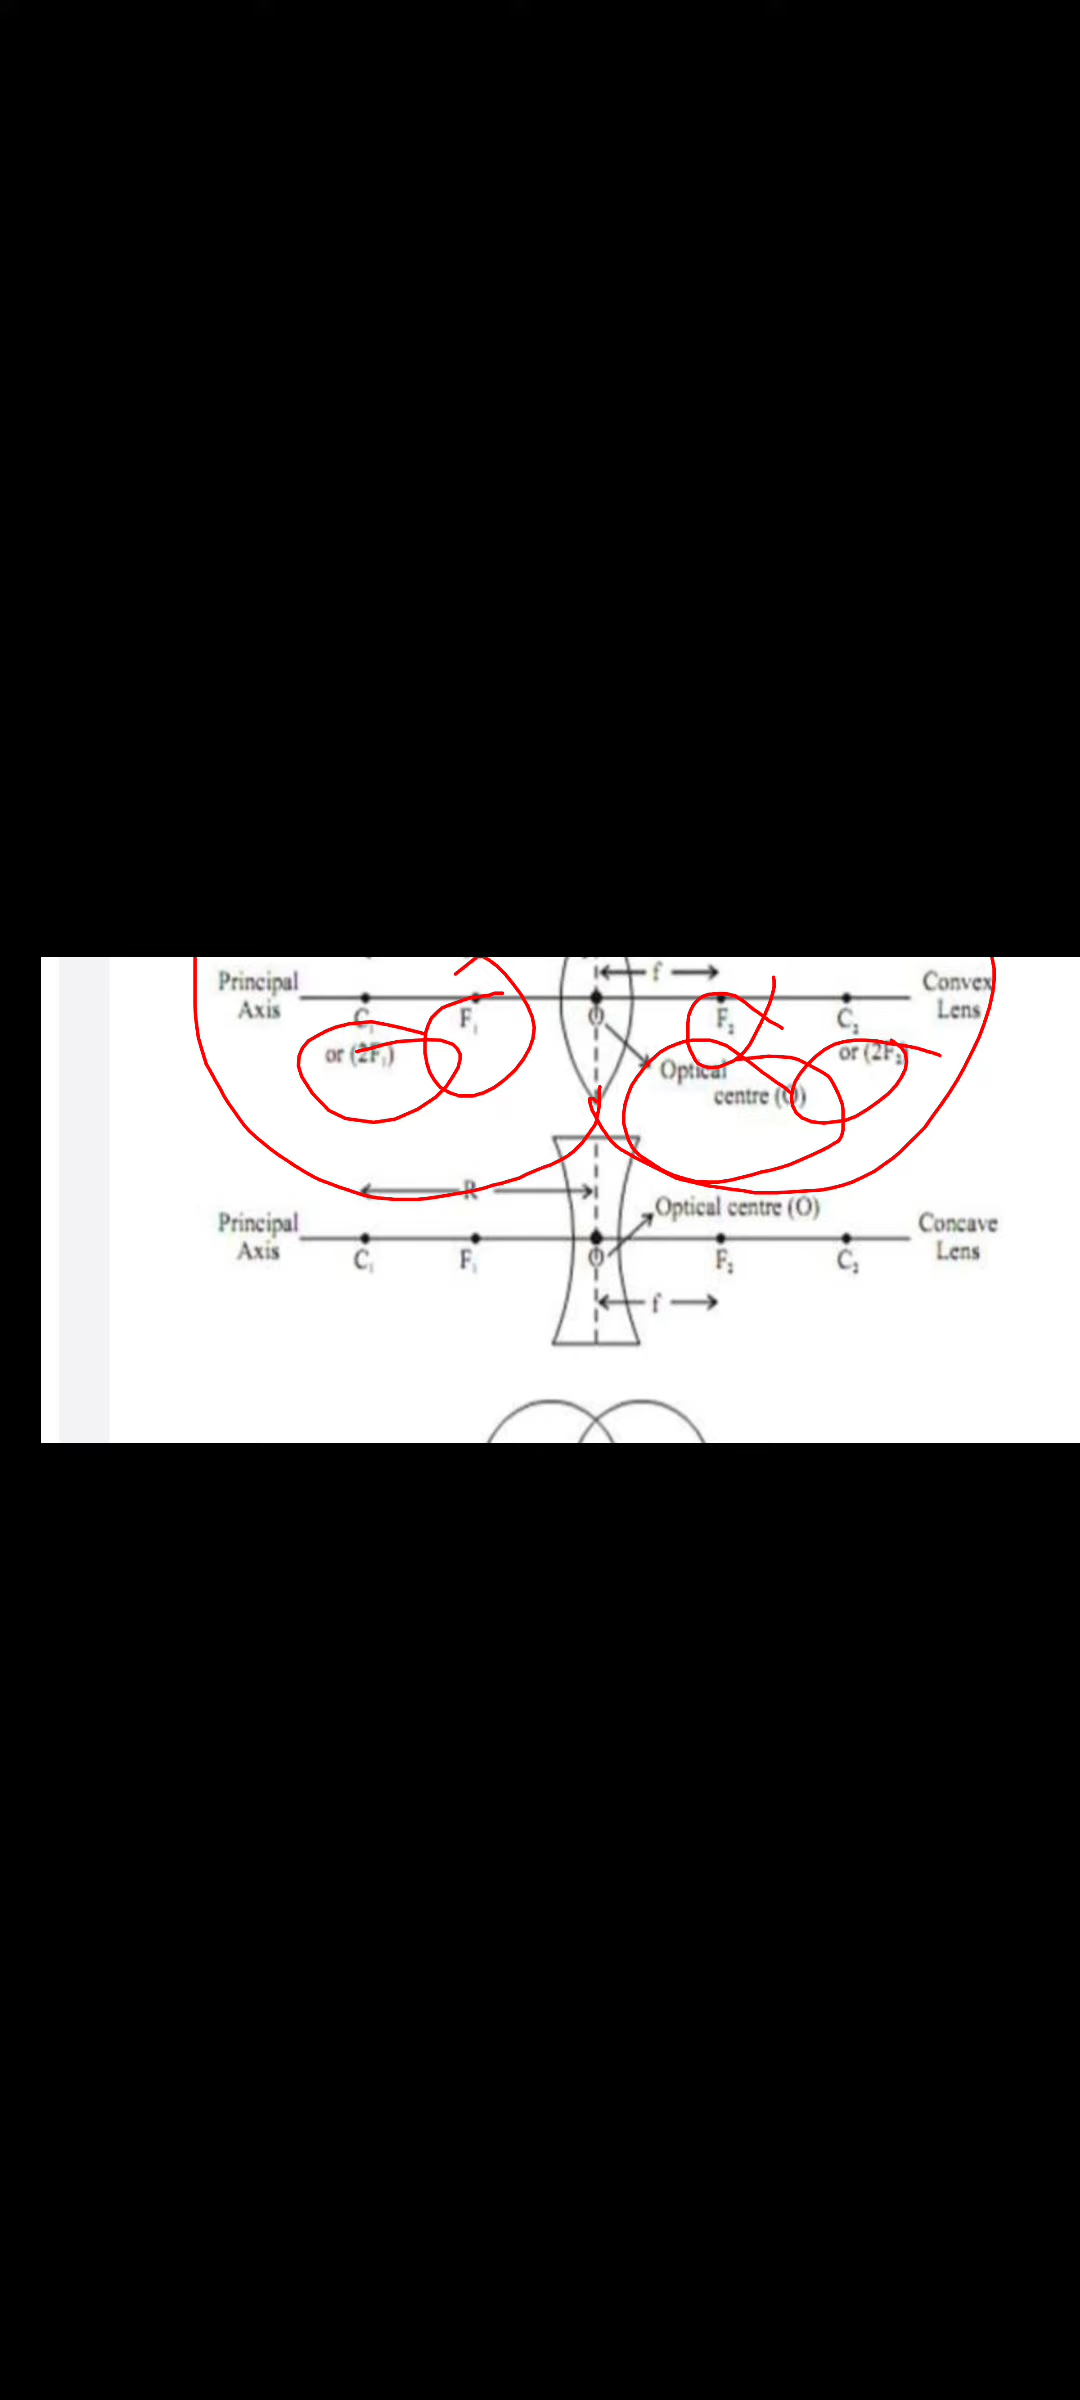 f
Principal
Axis
Convex
Lens
C₁
F₁
O
F₂
C₂
or (2F₁)
or (2F₂)
Optical
centre (O)
R
Optical centre (O)
Principal
Axis
Concave
Lens
C₁
F₁
O
F₂
C₂
f